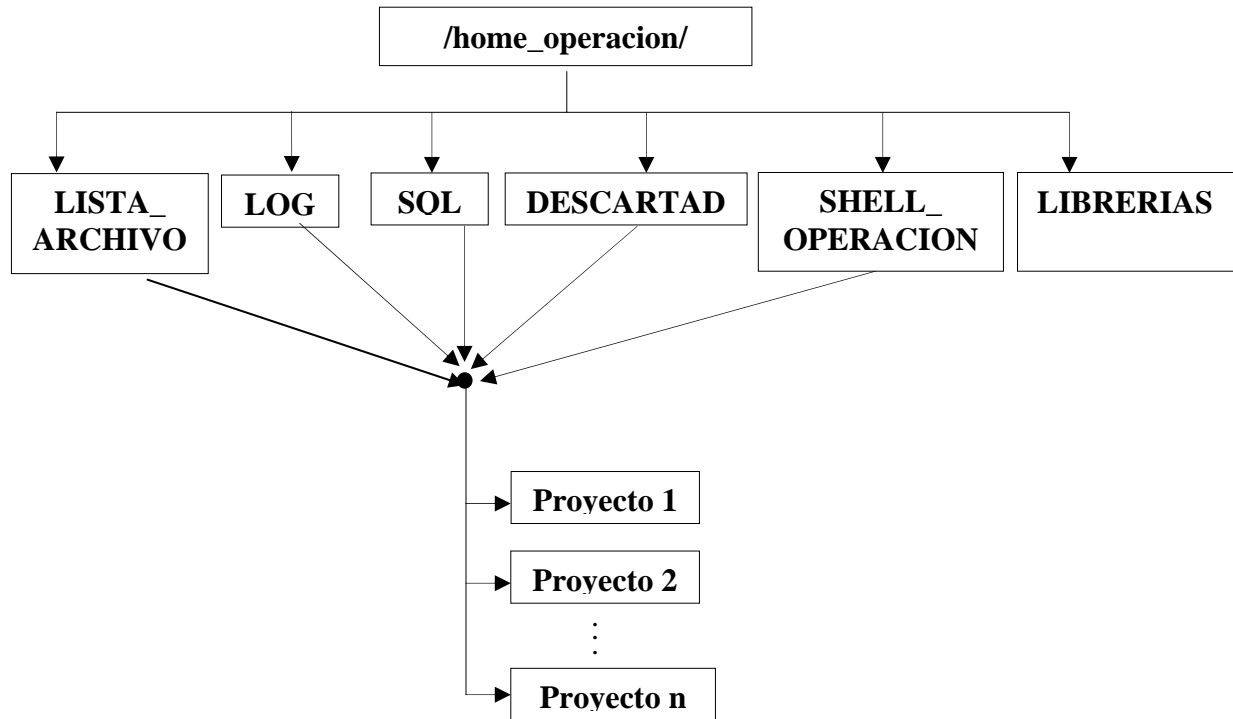 /home_operacion/
LISTA_
ARCHIVO
LOG
SQL
DESCARTAD
SHELL_
OPERACION
LIBRERIAS
Proyecto 1
Proyecto 2
Proyecto n